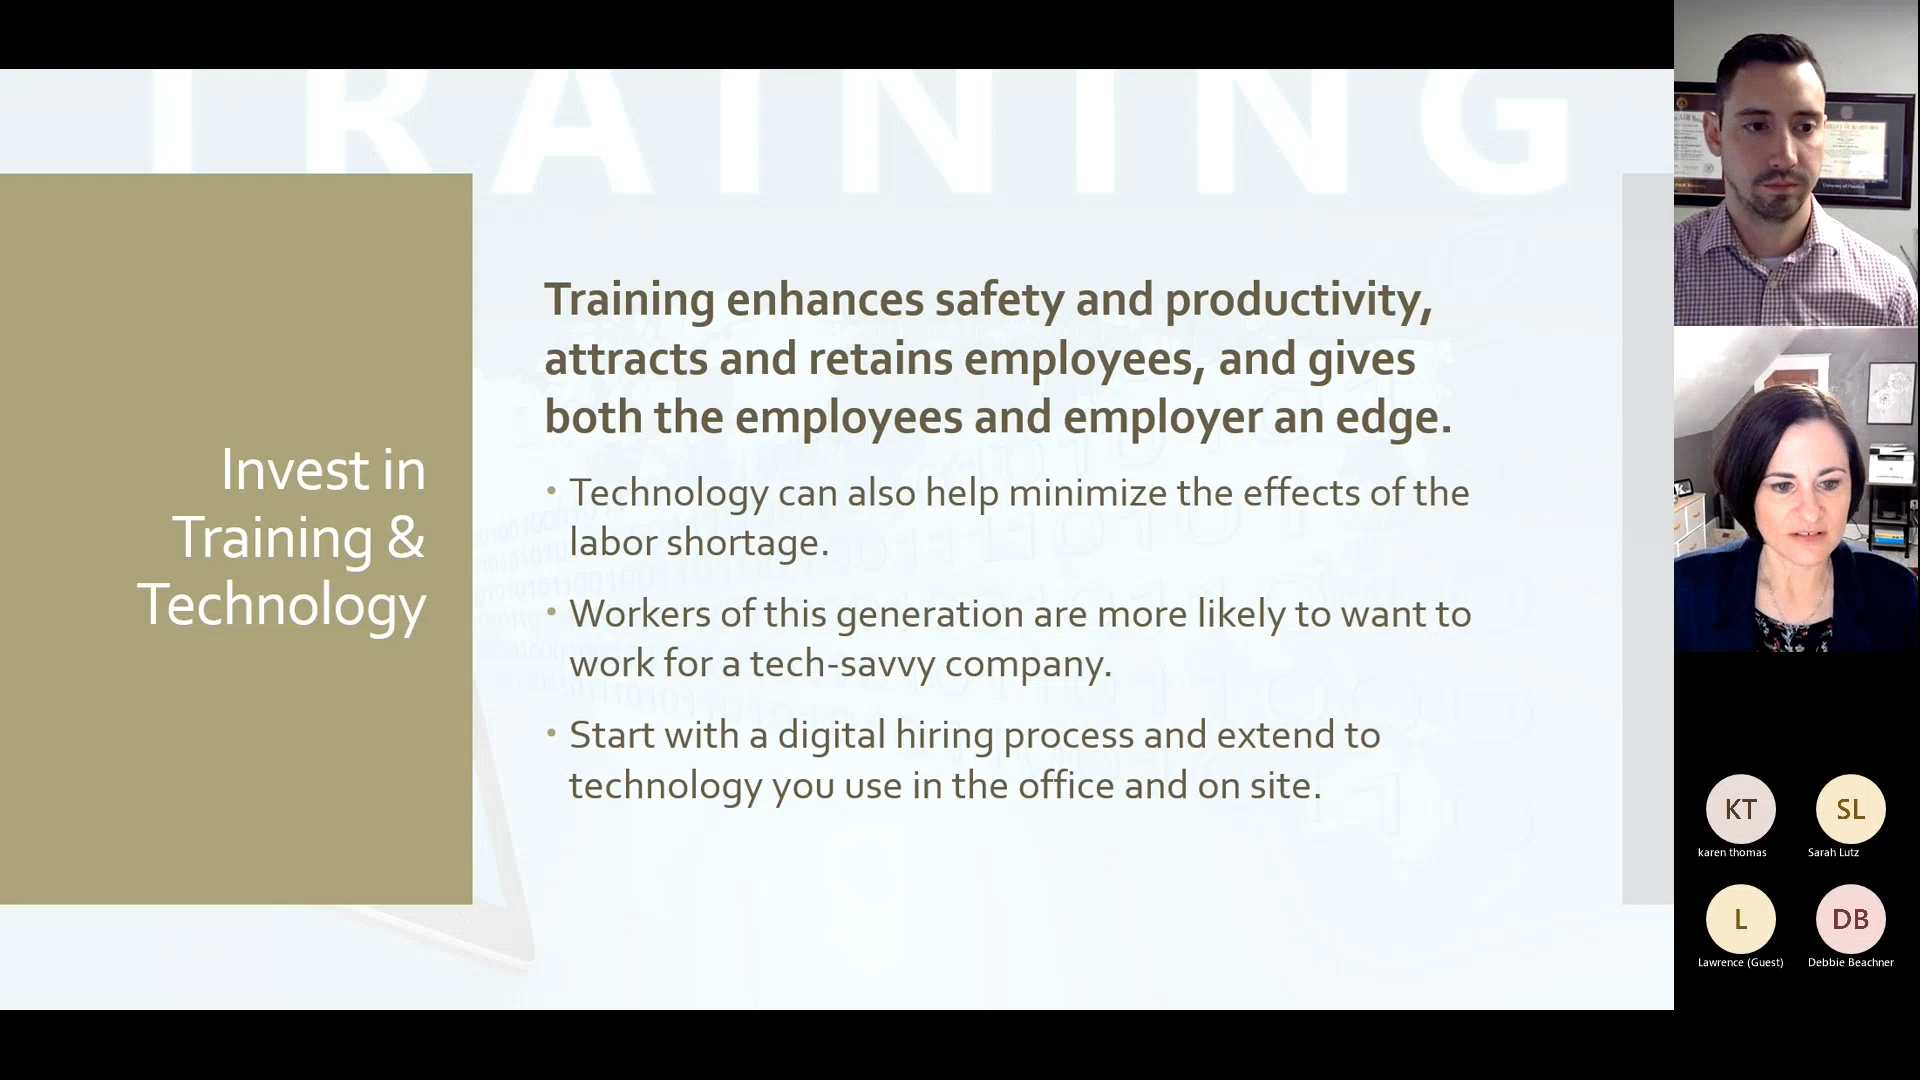 TRAINING
Invest in
Training &
Technology
Training enhances safety and productivity,
attracts and retains employees, and gives
both the employees and employer an edge.
• Technology can also help minimize the effects of the
labor shortage.
• Workers of this generation are more likely to want to
work for a tech-savvy company.
• Start with a digital hiring process and extend to
technology you use in the office and on site.
KT
karen thomas
SL
Sarah Lutz
L
Lawrence (Guest)
DB
Debbie Beachner